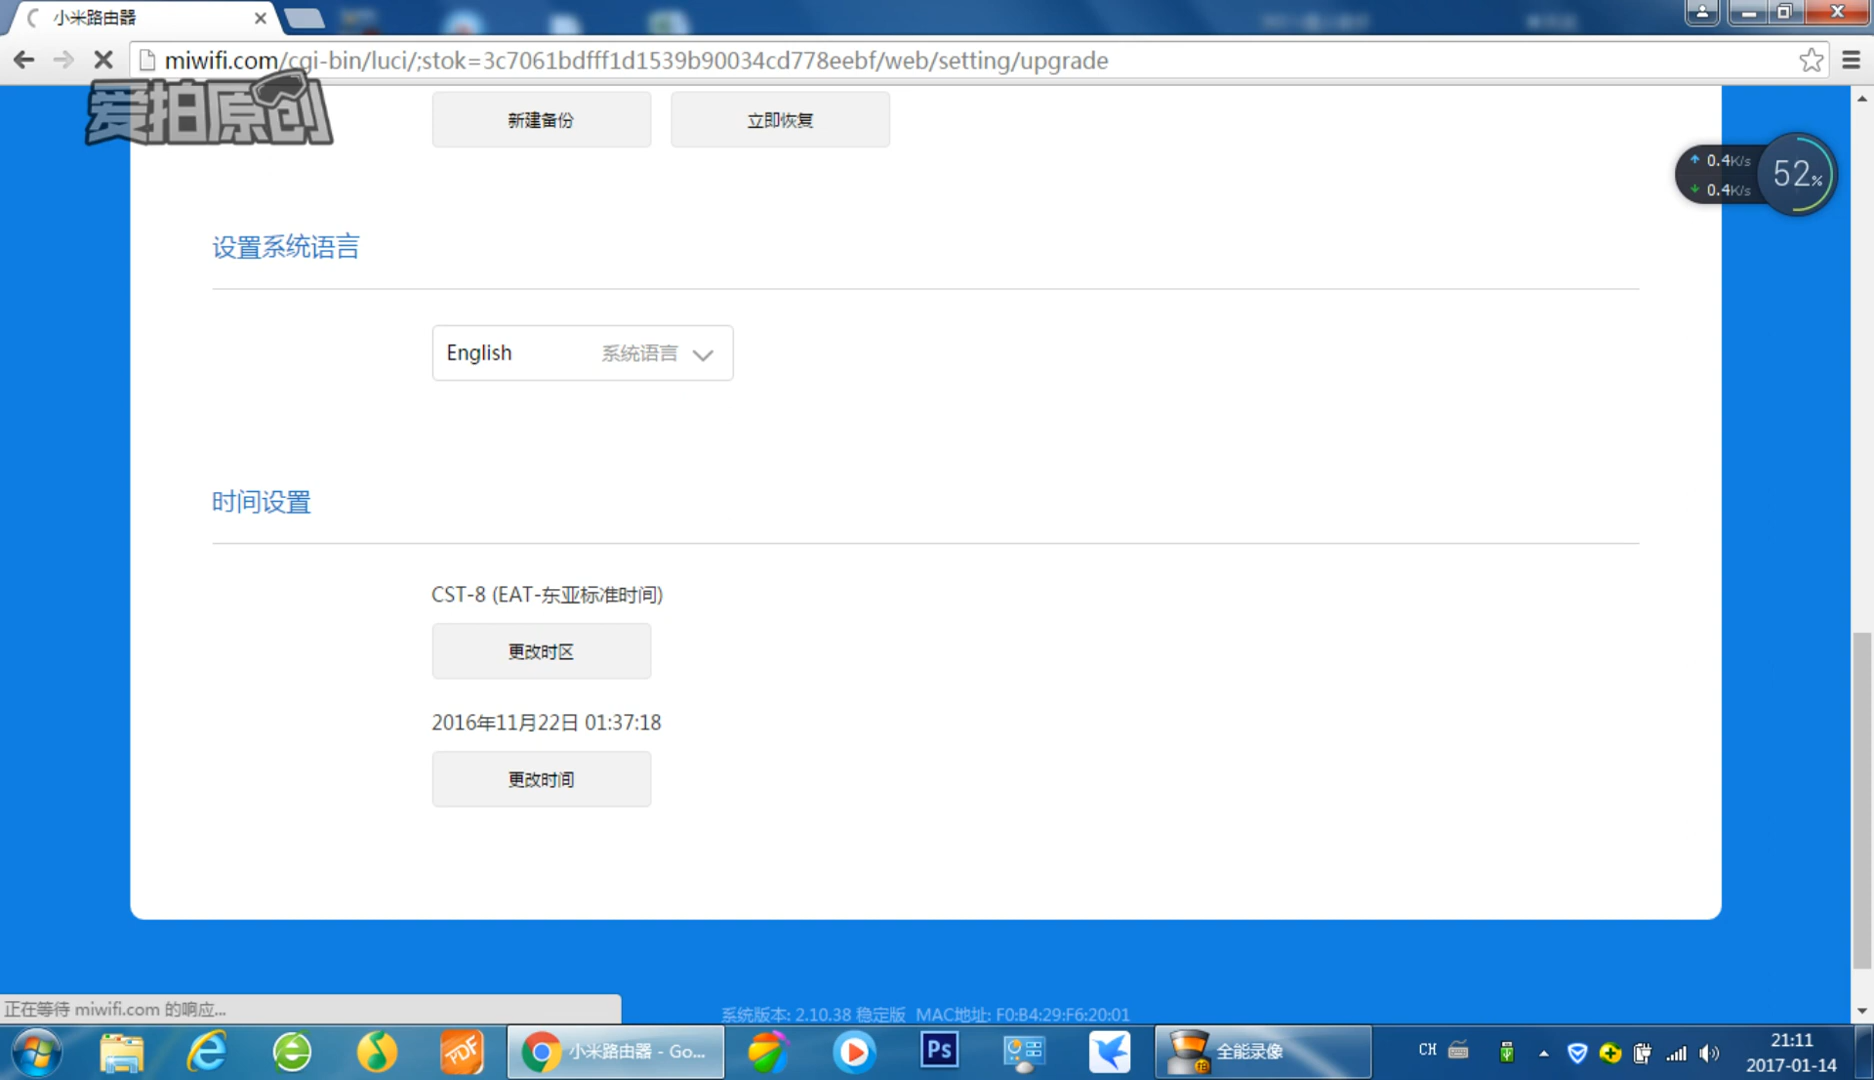 小米路由器
miwifi.com/cgi-bin/luci/;stok=3c7061bdfff1d1539b90034cd778eebf/web/setting/upgrade
爱拍原创
新建备份
立即恢复
0.4K/s
0.4K/s
52%
设置系统语言
English
系统语言
时间设置
CST-8 (EAT-东亚标准时间)
更改时区
2016年11月22日 01:37:18
更改时间
正在等待 miwifi.com 的响应...
系统版本: 2.10.38 稳定版 MAC地址: F0:B4:29:F6:20:01
PDF
小米路由器 - Go...
Ps
全能录像
CH
21:11
2017-01-14